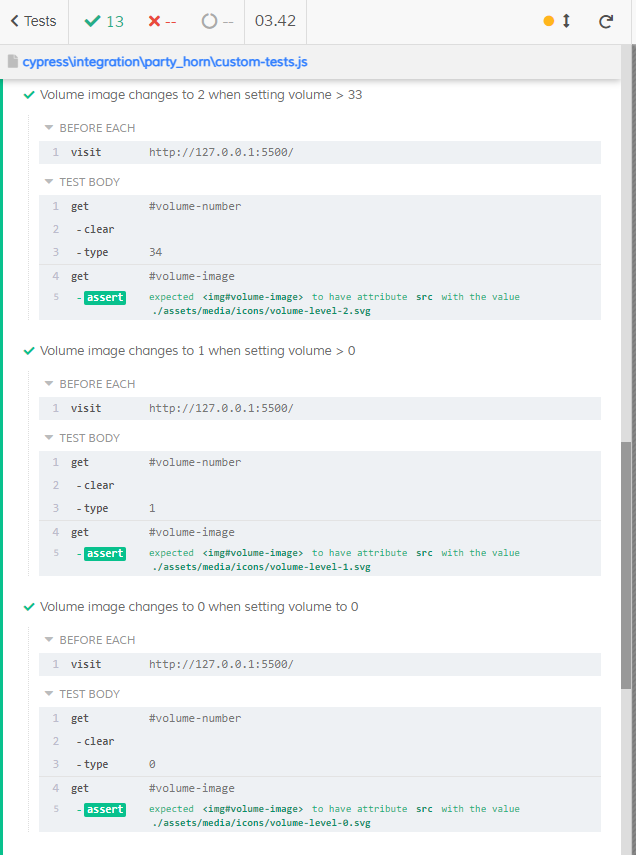 Tests 13 -- -- 03.42
cypress\integration\party_horn\custom-tests.js
Volume image changes to 2 when setting volume > 33
BEFORE EACH
1 visit http://127.0.0.1:5500/
TEST BODY
1 get #volume-number
2 -clear
3 -type 34
4 get #volume-image
5 -assert expected <img#volume-image> to have attribute src with the value
./assets/media/icons/volume-level-2.svg
Volume image changes to 1 when setting volume > 0
BEFORE EACH
1 visit http://127.0.0.1:5500/
TEST BODY
1 get #volume-number
2 -clear
3 -type 1
4 get #volume-image
5 -assert expected <img#volume-image> to have attribute src with the value
./assets/media/icons/volume-level-1.svg
Volume image changes to 0 when setting volume to 0
BEFORE EACH
1 visit http://127.0.0.1:5500/
TEST BODY
1 get #volume-number
2 -clear
3 -type 0
4 get #volume-image
5 -assert expected <img#volume-image> to have attribute src with the value
./assets/media/icons/volume-level-0.svg